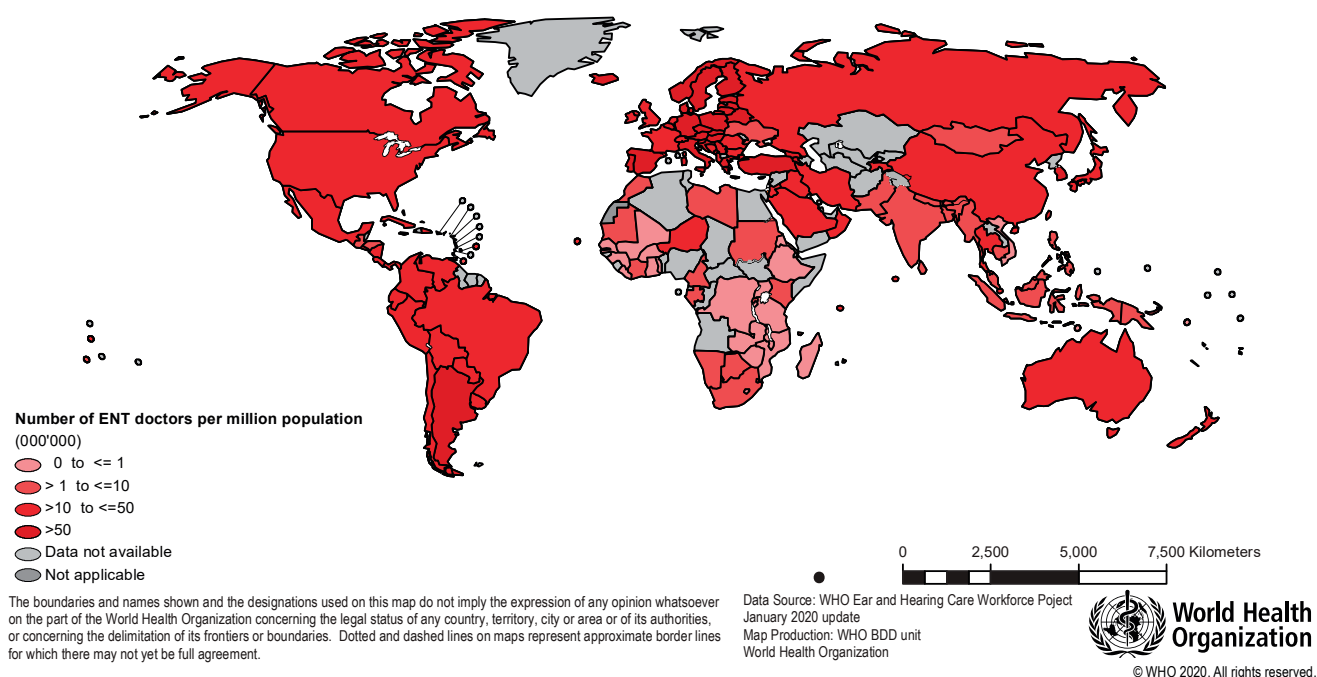 Number of ENT doctors per million population
(000'000)
0 to <= 1
> 1 to <=10
>10 to <=50
>50
Data not available
Not applicable
The boundaries and names shown and the designations used on this map do not imply the expression of any opinion whatsoever
on the part of the World Health Organization concerning the legal status of any country, territory, city or area or of its authorities,
or concerning the delimitation of its frontiers or boundaries. Dotted and dashed lines on maps represent approximate border lines
for which there may not yet be full agreement.
0 2,500 5,000 7,500 Kilometers
Data Source: WHO Ear and Hearing Care Workforce Poject
January 2020 update
Map Production: WHO BDD unit
World Health Organization
World Health
Organization
© WHO 2020. All rights reserved.